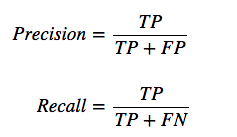 Precision = TP / TP + FP
Recall = TP / TP + FN